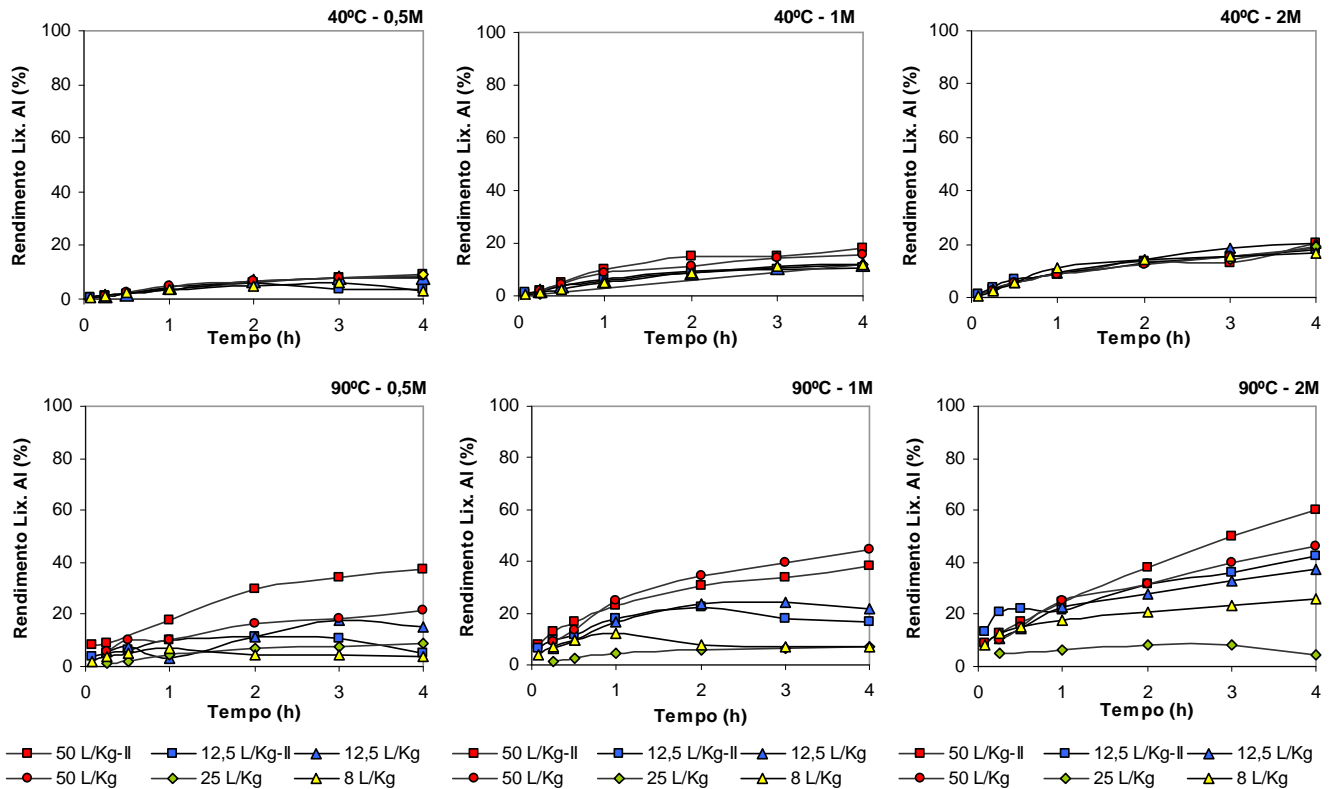 40ºC - 0,5M
40ºC - 1M
40ºC - 2M
Rendimento Lix. Al (%)
100
80
60
40
20
0
0 1 2 3 4
Tempo (h)
Rendimento Lix. Al (%)
100
80
60
40
20
0
0 1 2 3 4
Tempo (h)
Rendimento Lix. Al (%)
100
80
60
40
20
0
0 1 2 3 4
Tempo (h)
90ºC - 0,5M
90ºC - 1M
90ºC - 2M
Rendimento Lix. Al (%)
100
80
60
40
20
0
0 1 2 3 4
Tempo (h)
Rendimento Lix. Al (%)
100
80
60
40
20
0
0 1 2 3 4
Tempo (h)
Rendimento Lix. Al (%)
100
80
60
40
20
0
0 1 2 3 4
Tempo (h)
50 L/Kg-II 12,5 L/Kg-II 12,5 L/Kg
50 L/Kg 25 L/Kg 8 L/Kg
50 L/Kg-II 12,5 L/Kg-II 12,5 L/Kg
50 L/Kg 25 L/Kg 8 L/Kg
50 L/Kg-II 12,5 L/Kg-II 12,5 L/Kg
50 L/Kg 25 L/Kg 8 L/Kg